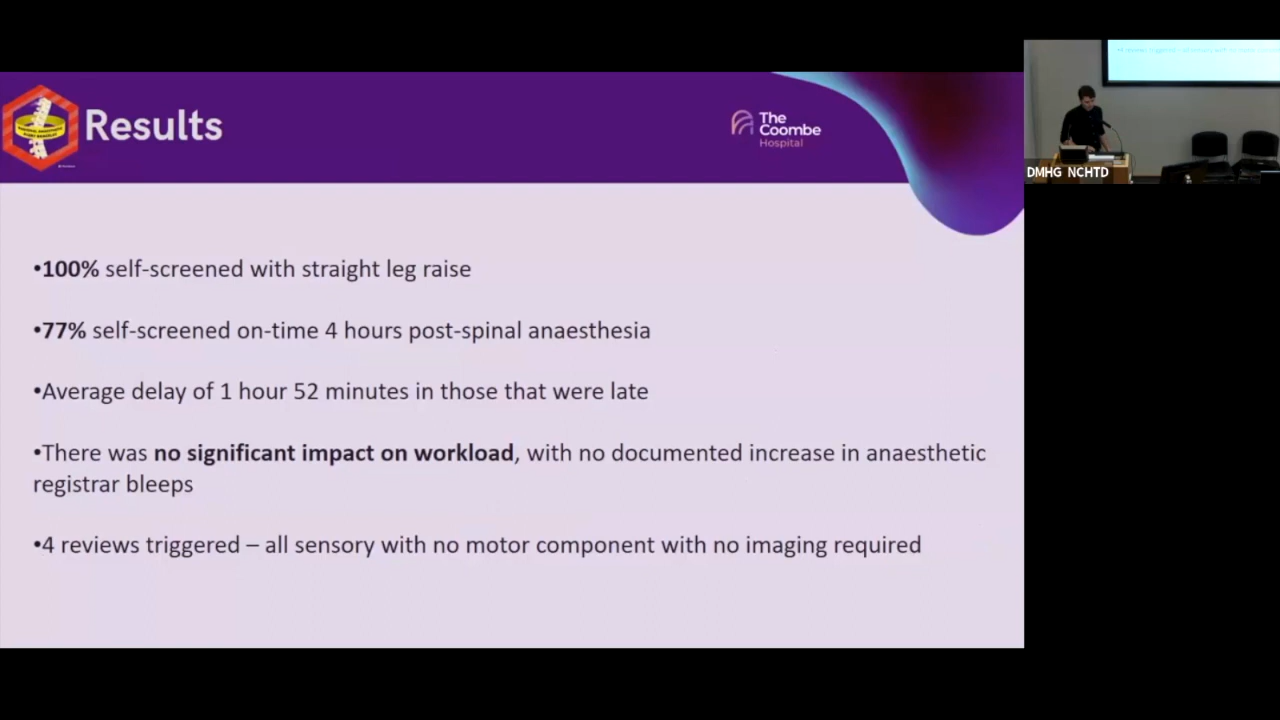 Results
The
Coombe
Hospital
DMHG NCHTD
•100% self-screened with straight leg raise
•77% self-screened on-time 4 hours post-spinal anaesthesia
•Average delay of 1 hour 52 minutes in those that were late
•There was no significant impact on workload, with no documented increase in anaesthetic
registrar bleeps
•4 reviews triggered – all sensory with no motor component with no imaging required